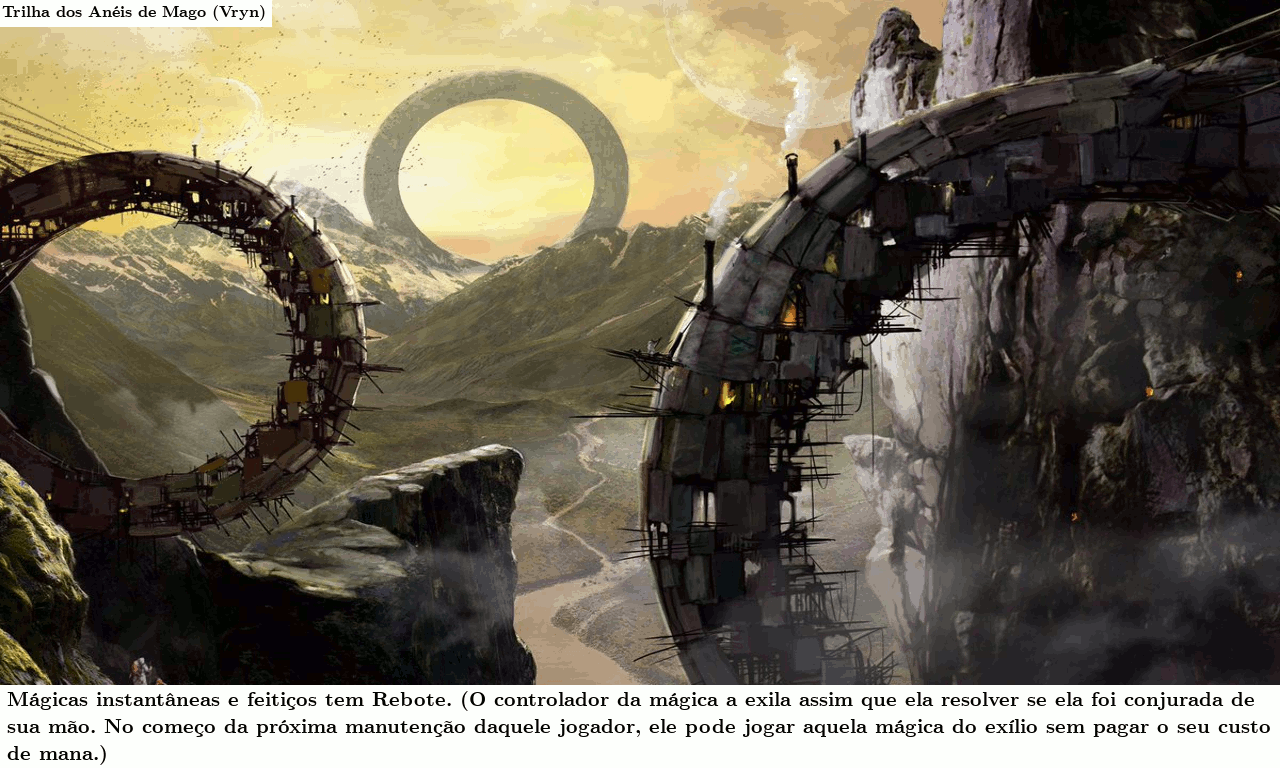 Trilha dos Anéis de Mago (Vryn)
Mágicas instantâneas e feitiços tem Rebote. (O controlador da mágica a exila assim que ela resolver se ela foi conjurada de
sua mão. No começo da próxima manutenção daquele jogador, ele pode jogar aquela mágica do exílio sem pagar o seu custo
de mana.)